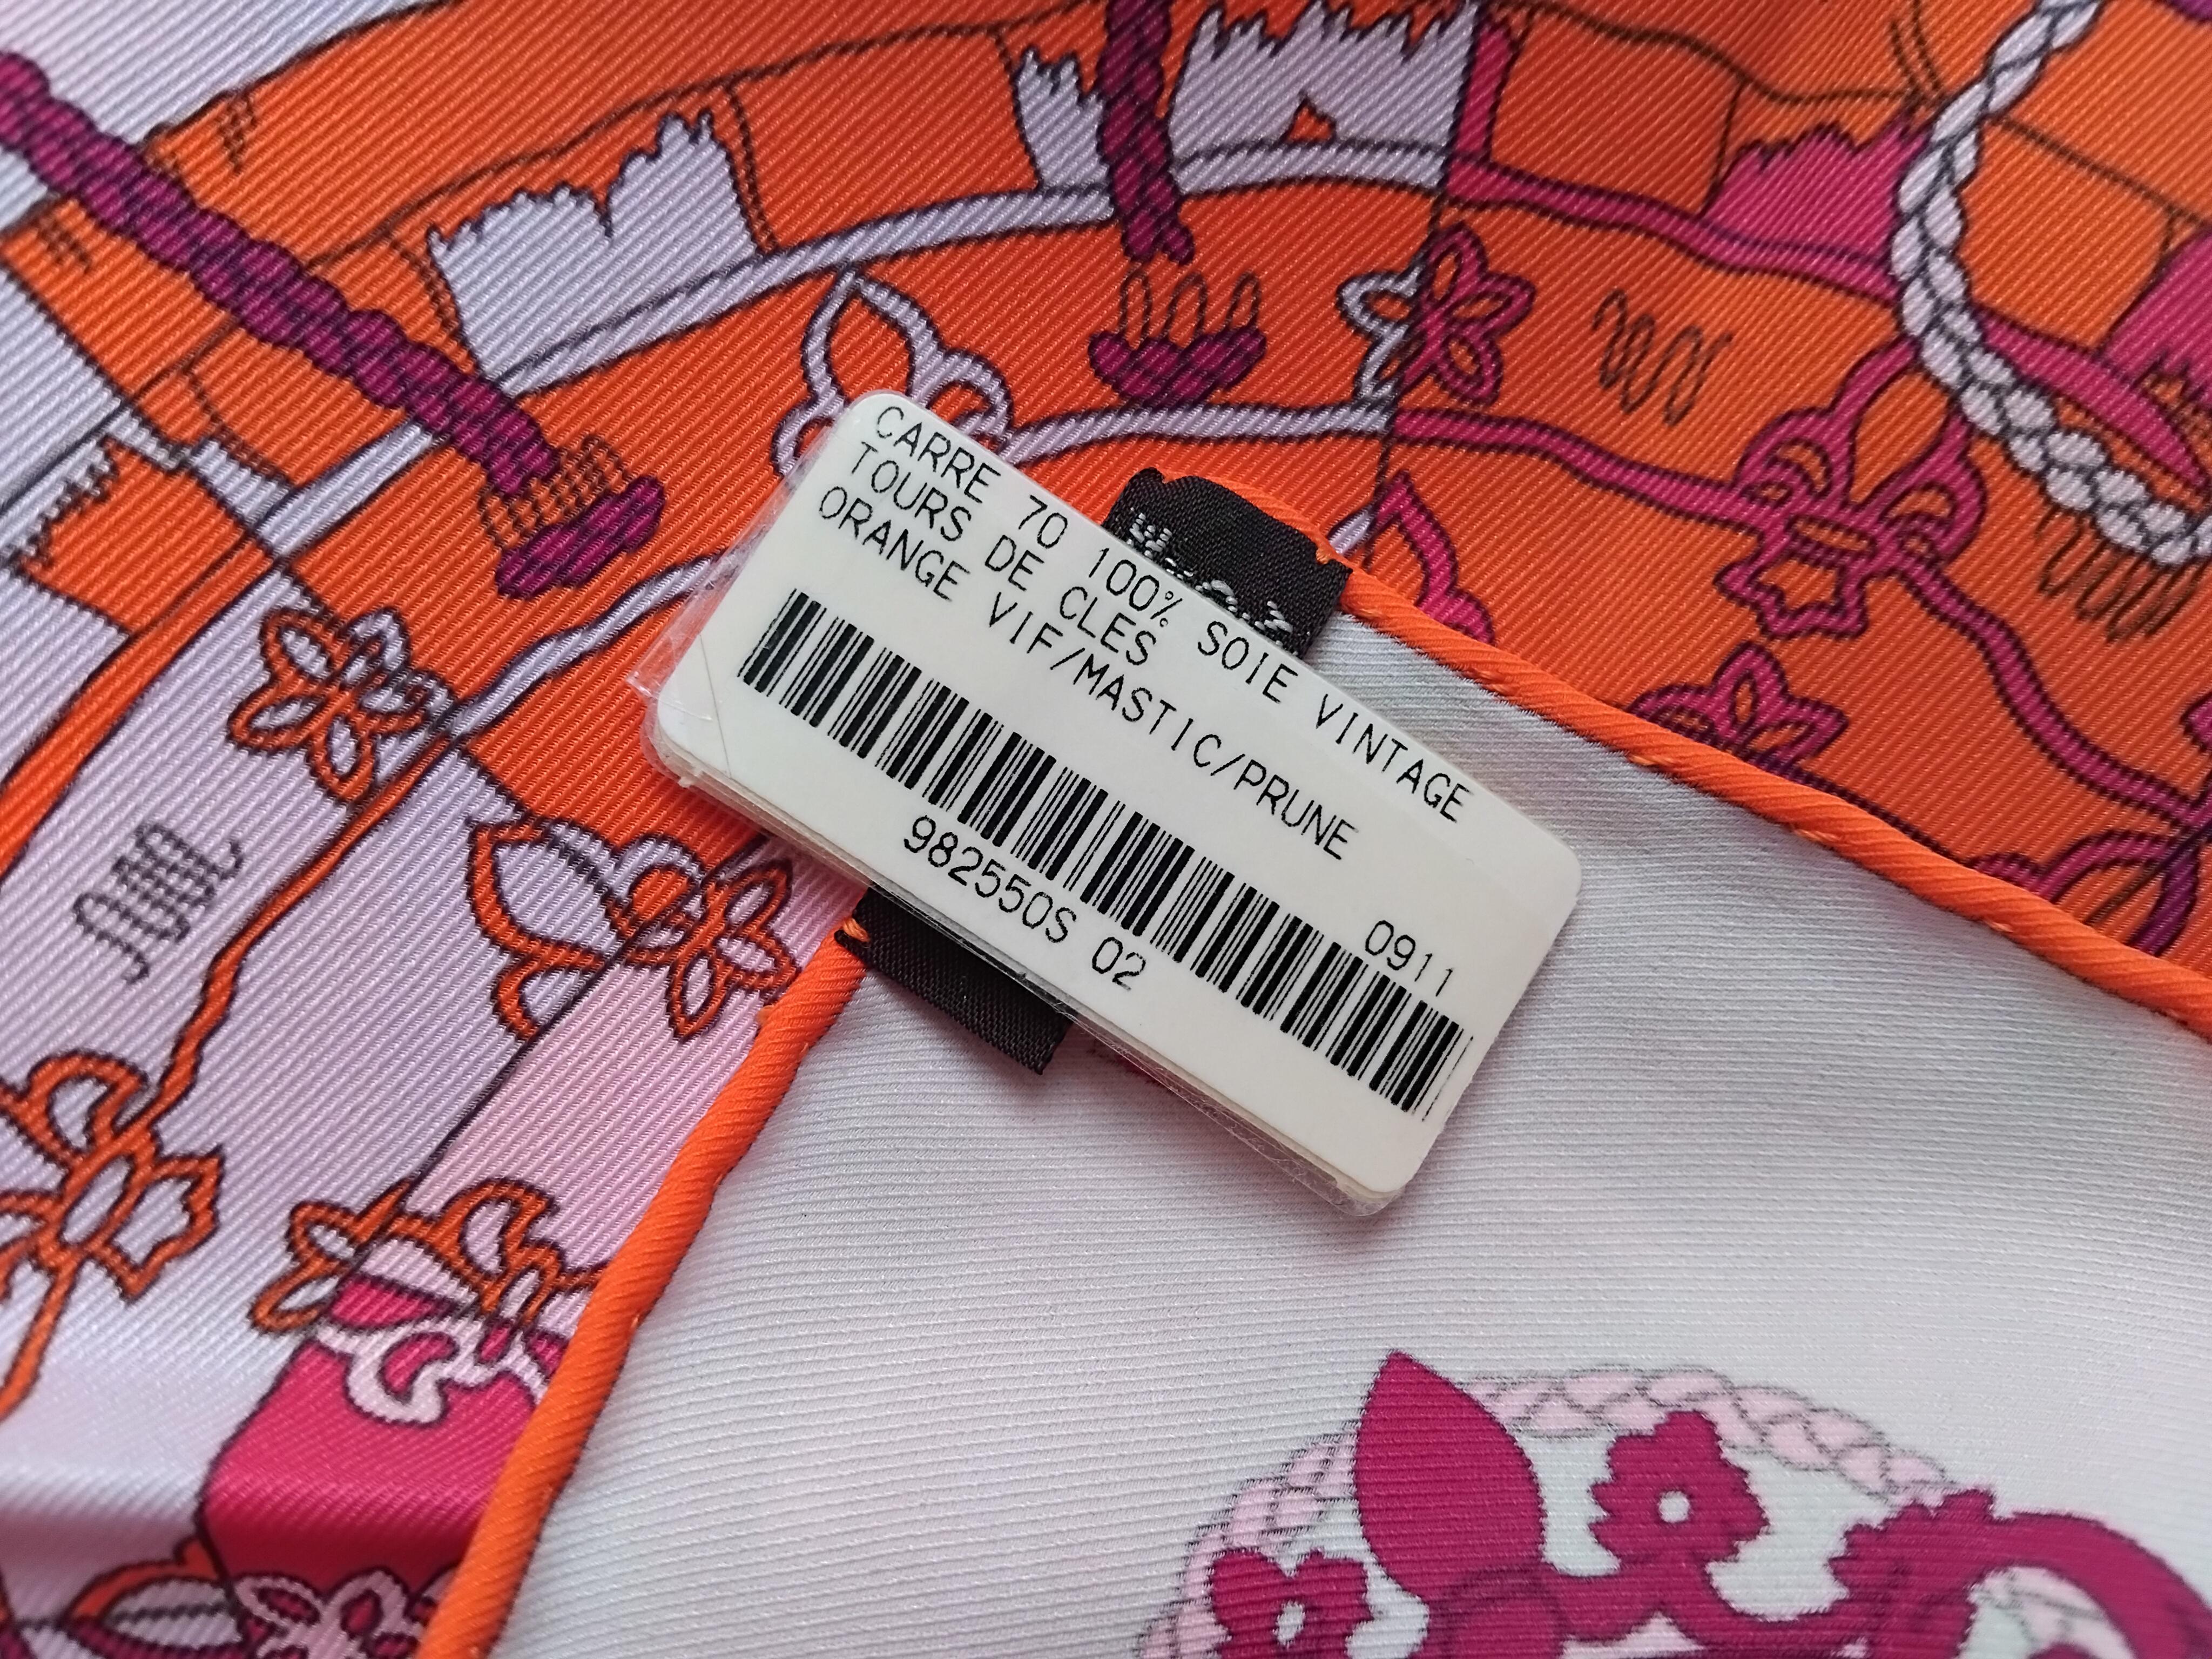 CARRE 70 100% SOIE VINTAGE
TOURS DE CLES
ORANGE VIF/MASTIC/PRUNE
0911
982550S 02